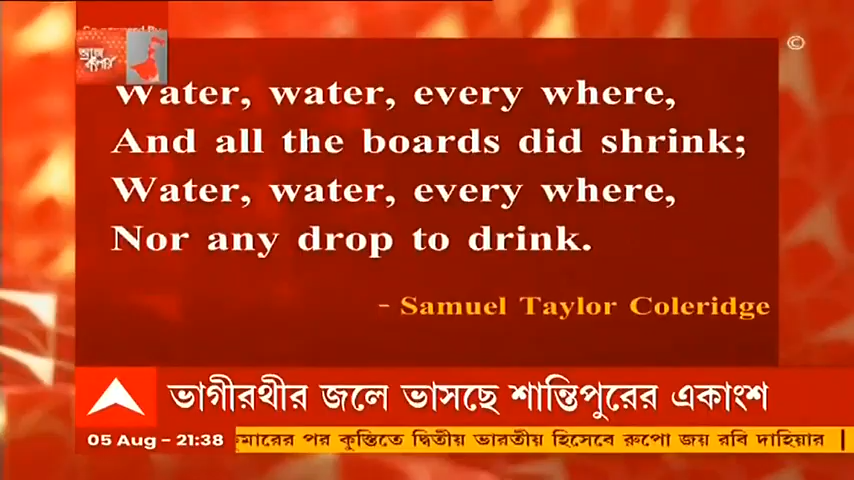 ©
Water, water, every where,
And all the boards did shrink;
Water, water, every where,
Nor any drop to drink.
- Samuel Taylor Coleridge
ভাগীরথীর জলে ভাসছে শান্তিপুরের একাংশ
05 Aug - 21:38
কুমারের পর কুস্তিতে দ্বিতীয় ভারতীয় হিসেবে রুপো জয় রবি দাহিয়ার